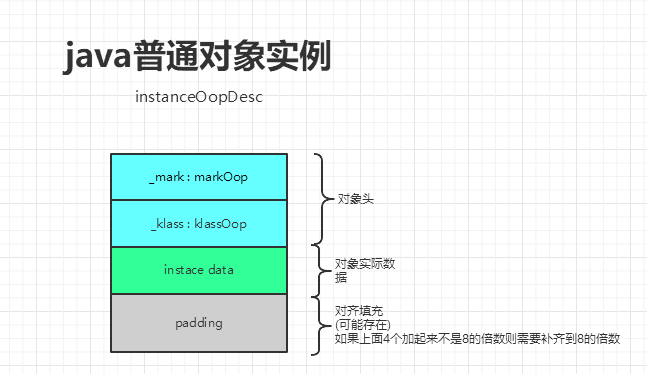 java普通对象实例
instanceOopDesc
_mark : markOop
_klass : klassOop
对象头
instace data
对象实际数
据
padding
对齐填充
(可能存在)
如果上面4个加起来不是8的倍数则需要补齐到8的倍数